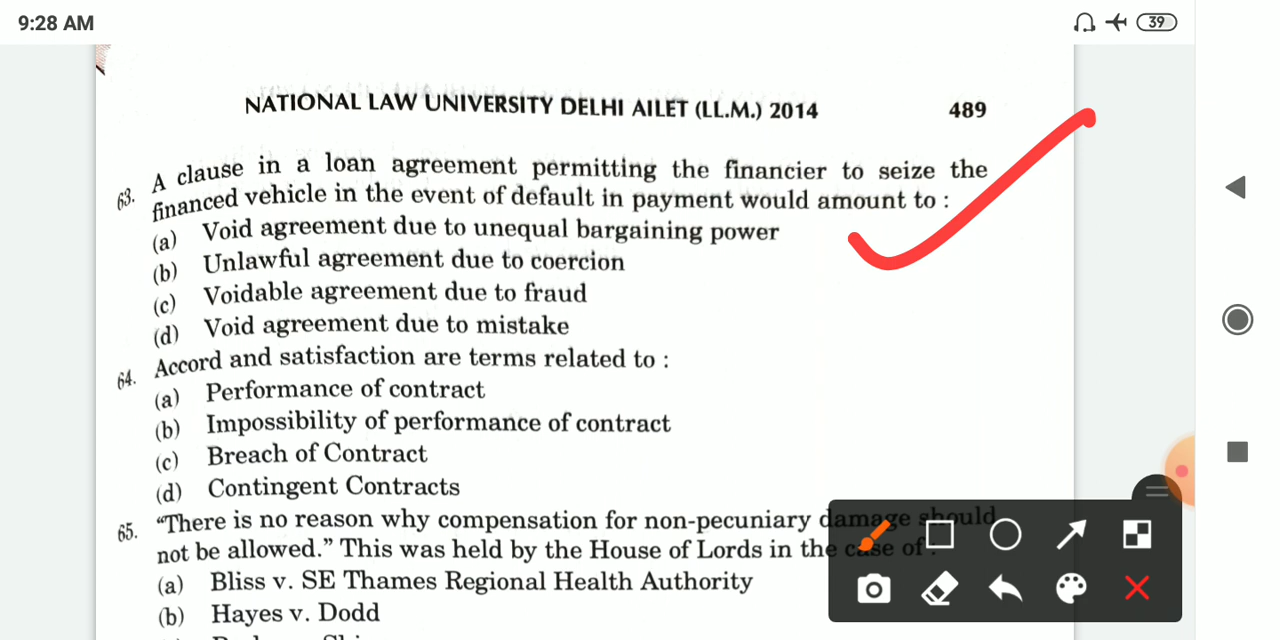 9:28 AM
39
NATIONAL LAW UNIVERSITY DELHI AILET (LL.M.) 2014 489
63. A clause in a loan agreement permitting the financier to seize the
financed vehicle in the event of default in payment would amount to :
(a) Void agreement due to unequal bargaining power
(b) Unlawful agreement due to coercion
(c) Voidable agreement due to fraud
(d) Void agreement due to mistake
64. Accord and satisfaction are terms related to :
(a) Performance of contract
(b) Impossibility of performance of contract
(c) Breach of Contract
(d) Contingent Contracts
65. “There is no reason why compensation for non-pecuniary damage should
not be allowed.” This was held by the House of Lords in the case of :
(a) Bliss v. SE Thames Regional Health Authority
(b) Hayes v. Dodd